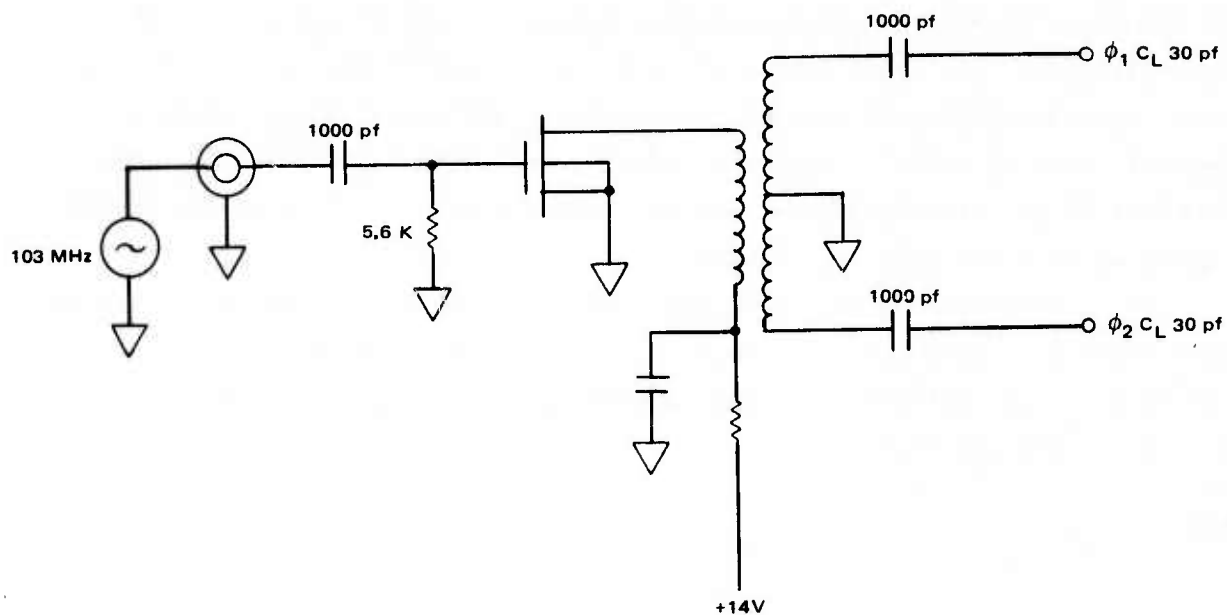 1000 pf
ϕ1 CL 30 pf
1000 pf
5.6 K
103 MHz
1000 pf
ϕ2 CL 30 pf
+14V